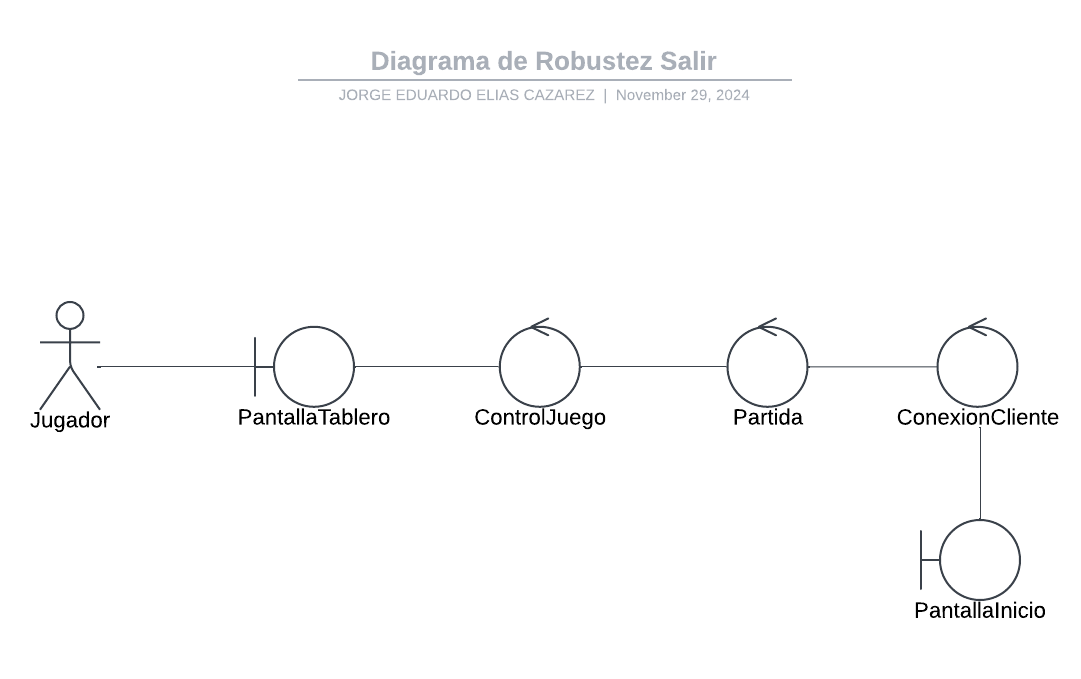 Diagrama de Robustez Salir
JORGE EDUARDO ELIAS CAZAREZ | November 29, 2024
Jugador
PantallaTablero
ControlJuego
Partida
ConexionCliente
PantallaInicio